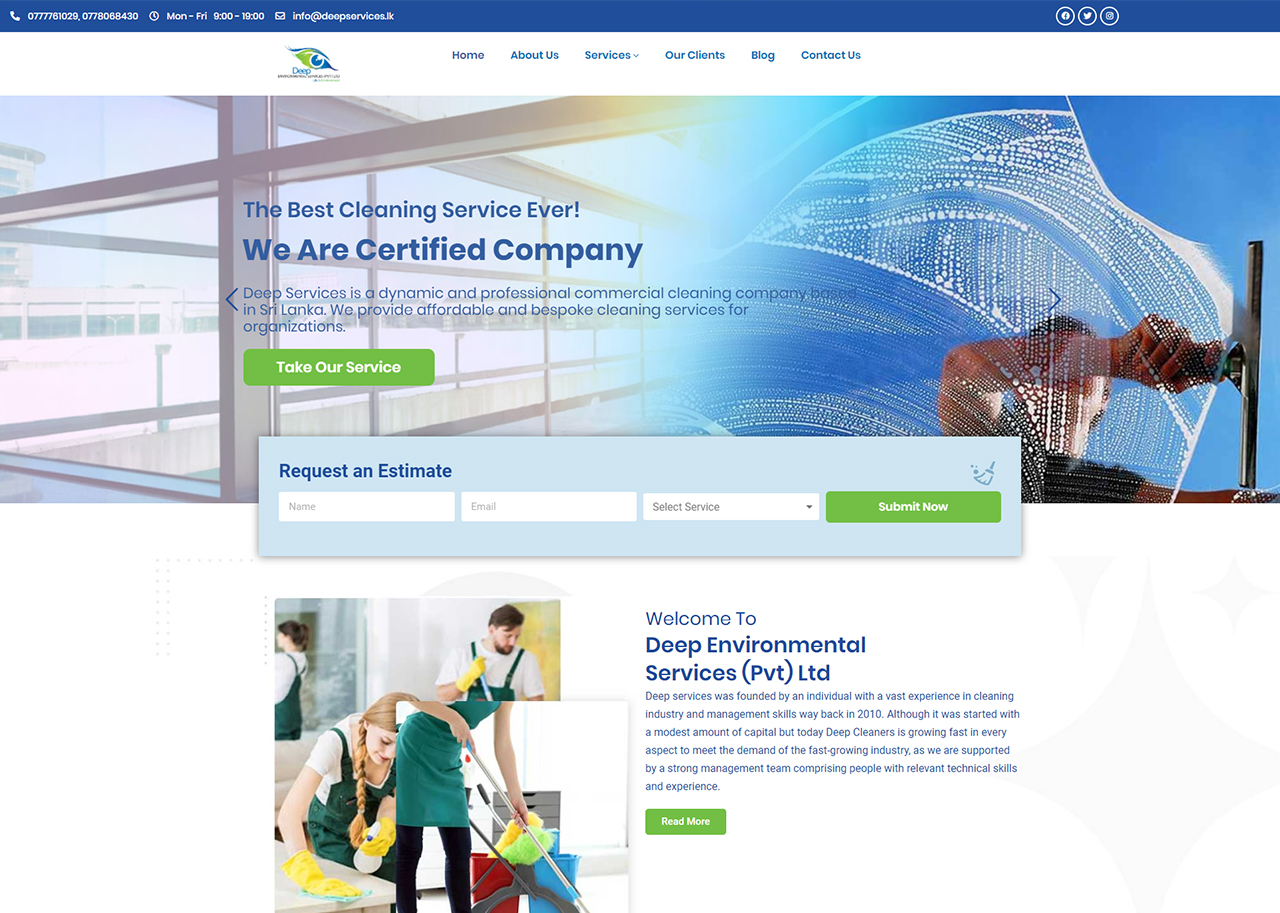 0777761029, 0778068430 Mon - Fri 9:00 - 19:00 info@deepservices.lk
Deep
ENVIRONMENTAL SERVICES (PVT) LTD
Home About Us Services Our Clients Blog Contact Us
The Best Cleaning Service Ever!
We Are Certified Company
Deep Services is a dynamic and professional commercial cleaning company based
in Sri Lanka. We provide affordable and bespoke cleaning services for
organizations.
Take Our Service
Request an Estimate
Name Email Select Service Submit Now
Welcome To
Deep Environmental
Services (Pvt) Ltd
Deep services was founded by an individual with a vast experience in cleaning
industry and management skills way back in 2010. Although it was started with
a modest amount of capital but today Deep Cleaners is growing fast in every
aspect to meet the demand of the fast-growing industry, as we are supported
by a strong management team comprising people with relevant technical skills
and experience.
Read More